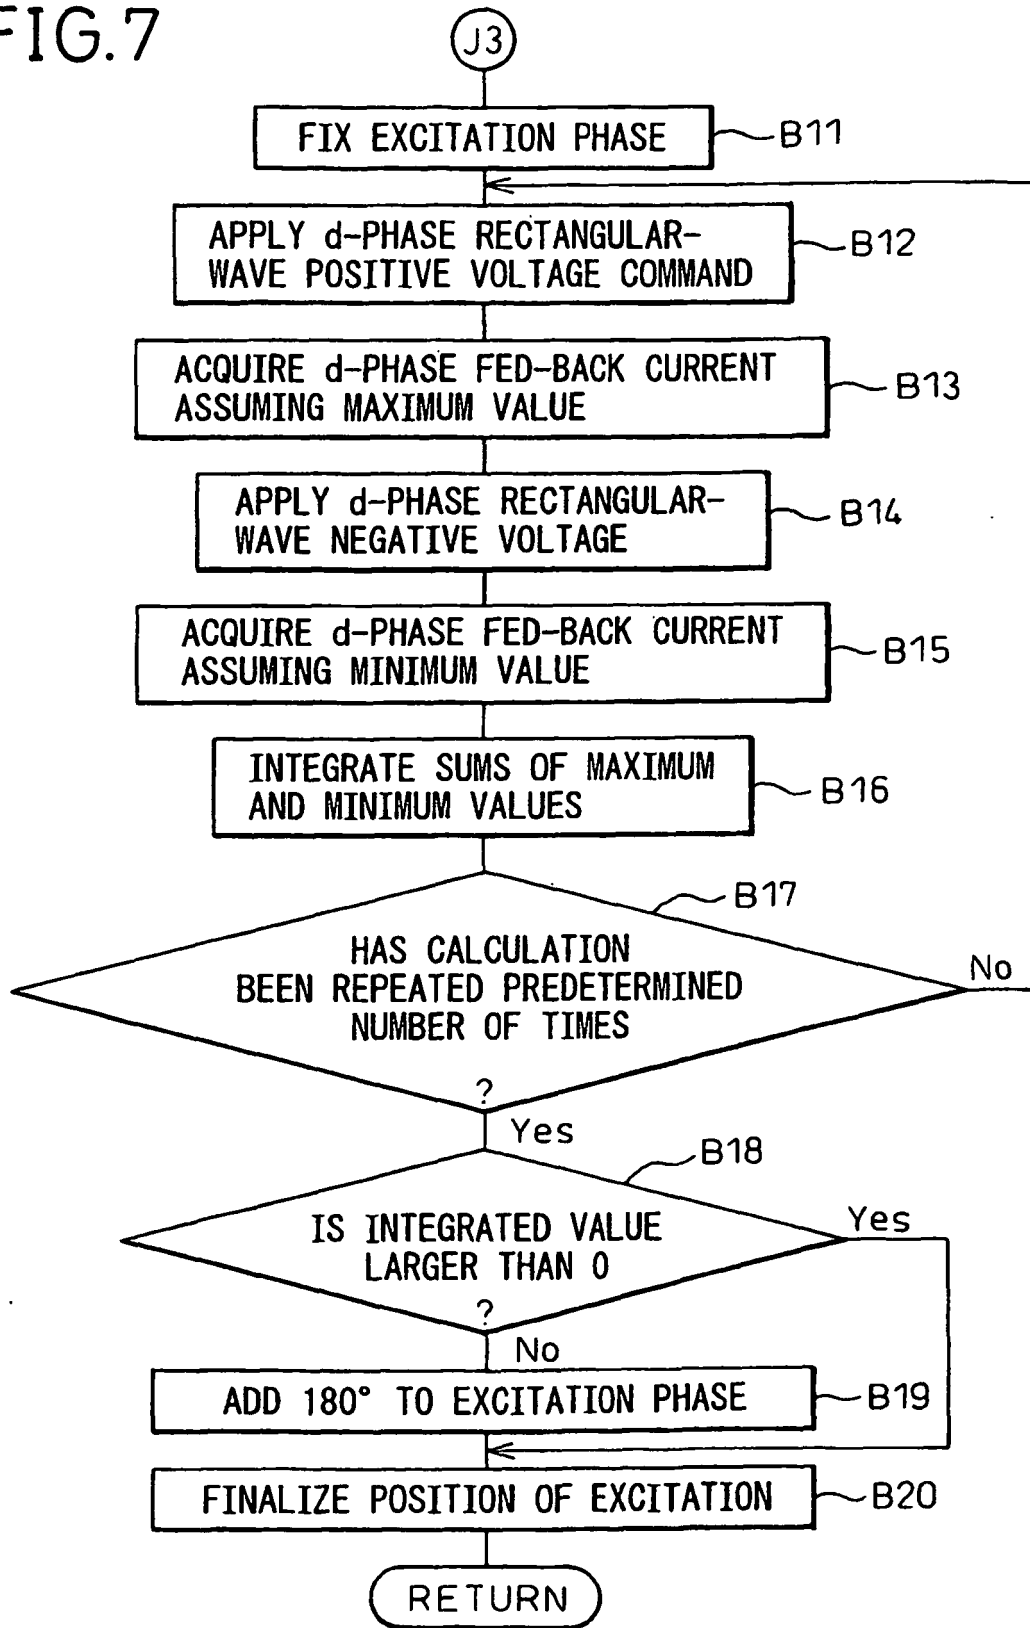 FIG.7
J3
FIX EXCITATION PHASE
B11
APPLY d-PHASE RECTANGULAR-
WAVE POSITIVE VOLTAGE COMMAND
B12
ACQUIRE d-PHASE FED-BACK CURRENT
ASSUMING MAXIMUM VALUE
B13
APPLY d-PHASE RECTANGULAR-
WAVE NEGATIVE VOLTAGE
B14
ACQUIRE d-PHASE FED-BACK CURRENT
ASSUMING MINIMUM VALUE
B15
INTEGRATE SUMS OF MAXIMUM
AND MINIMUM VALUES
B16
B17
HAS CALCULATION
BEEN REPEATED PREDETERMINED
NUMBER OF TIMES
?
No
Yes
B18
IS INTEGRATED VALUE
LARGER THAN 0
?
Yes
No
ADD 180° TO EXCITATION PHASE
B19
FINALIZE POSITION OF EXCITATION
B20
RETURN